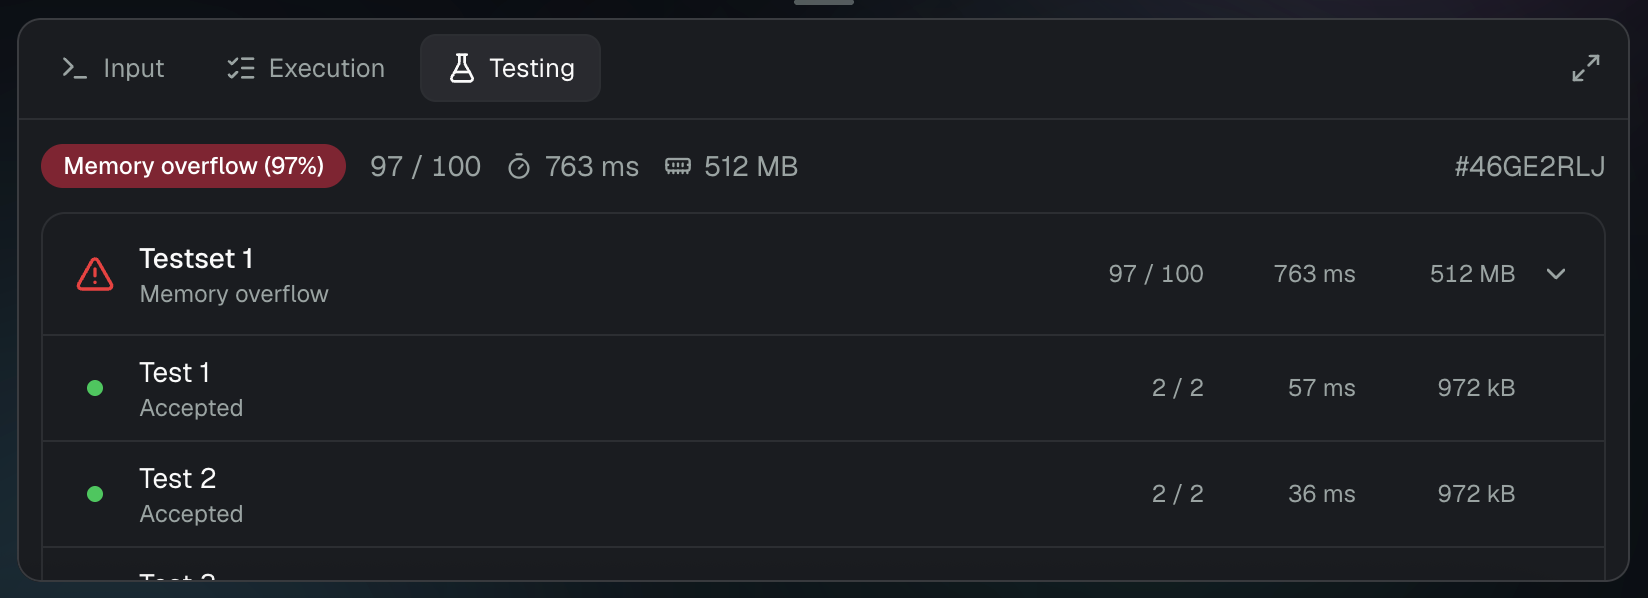 Input Execution Testing
Memory overflow (97%) 97 / 100 763 ms 512 MB #46GE2RLJ
Testset 1
Memory overflow
97 / 100 763 ms 512 MB
Test 1
Accepted
2 / 2 57 ms 972 kB
Test 2
Accepted
2 / 2 36 ms 972 kB